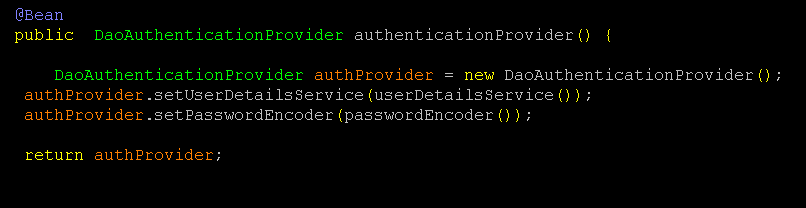 @Bean
public  DaoAuthenticationProvider authenticationProvider() {
DaoAuthenticationProvider authProvider = new DaoAuthenticationProvider();
authProvider.setUserDetailsService(userDetailsService());
authProvider.setPasswordEncoder(passwordEncoder());
return authProvider;